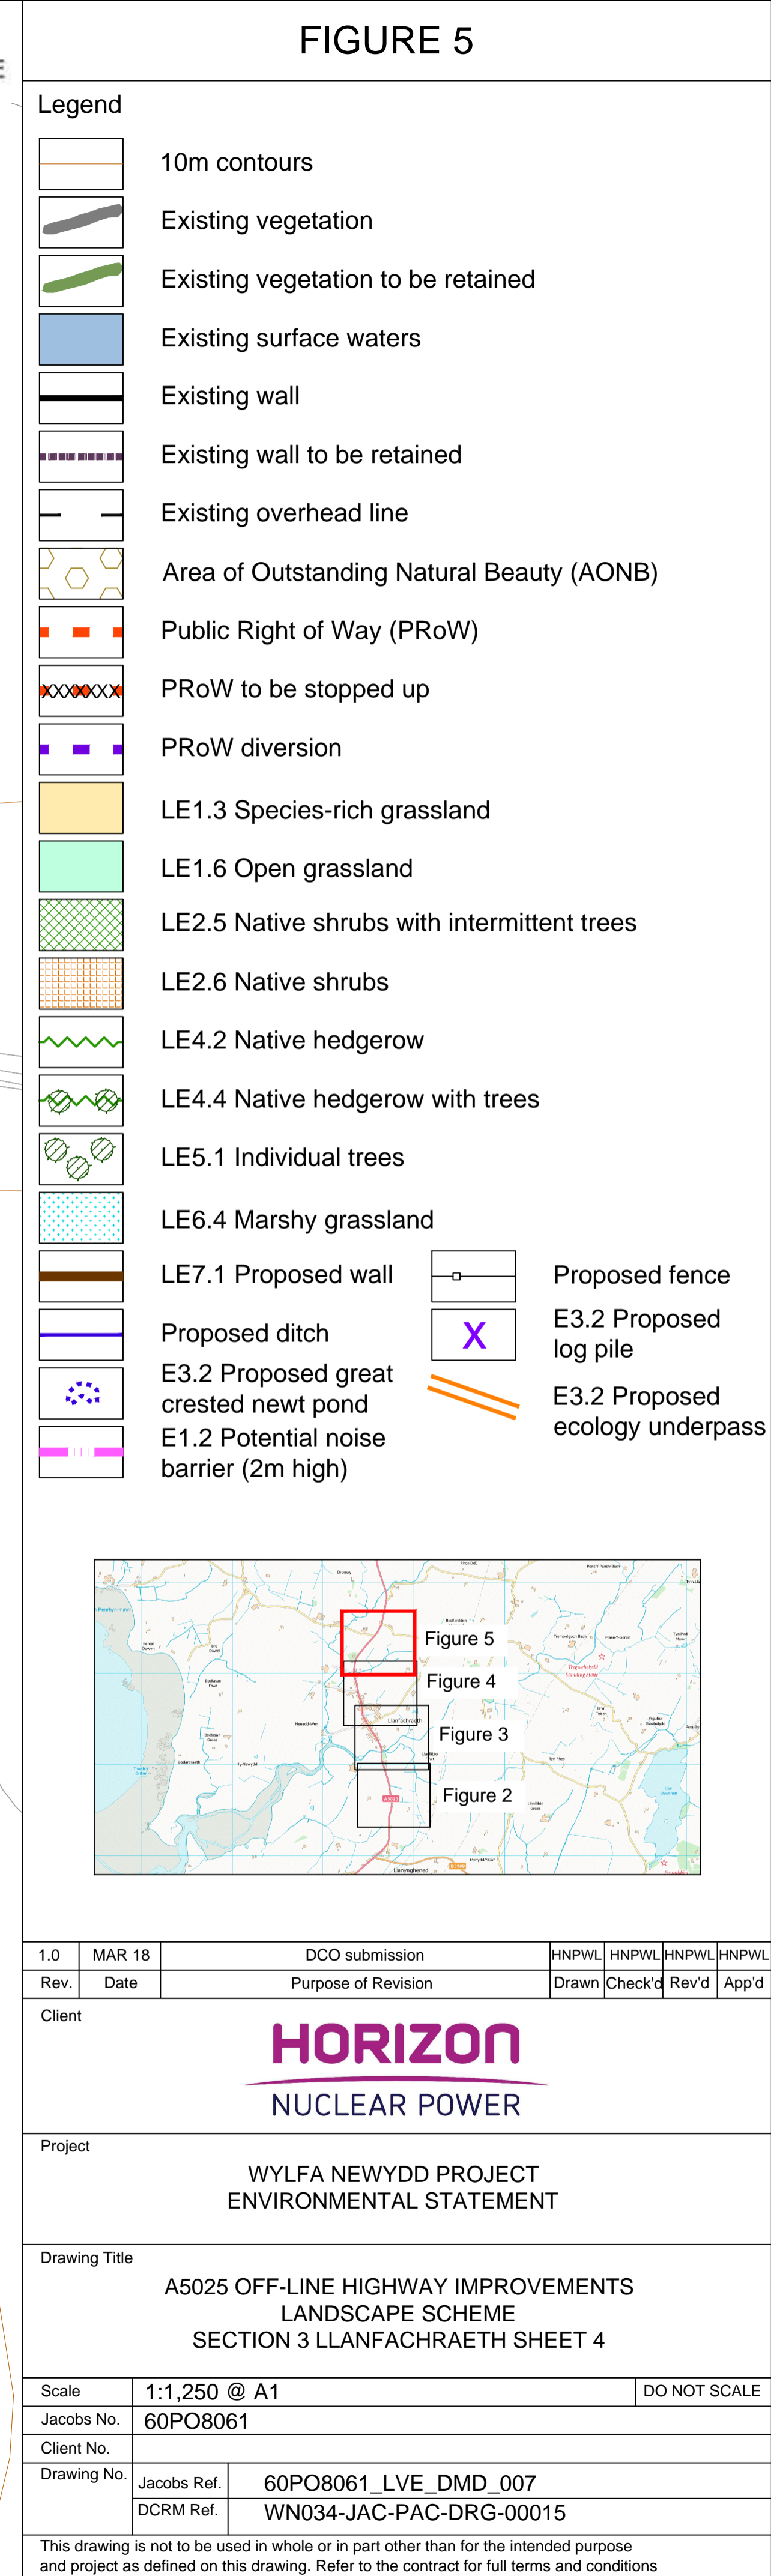 FIGURE 5
Legend
10m contours
Existing vegetation
Existing vegetation to be retained
Existing surface waters
Existing wall
Existing wall to be retained
Existing overhead line
Area of Outstanding Natural Beauty (AONB)
Public Right of Way (PRoW)
PRoW to be stopped up
PRoW diversion
LE1.3 Species-rich grassland
LE1.6 Open grassland
LE2.5 Native shrubs with intermittent trees
LE2.6 Native shrubs
LE4.2 Native hedgerow
LE4.4 Native hedgerow with trees
LE5.1 Individual trees
LE6.4 Marshy grassland
LE7.1 Proposed wall
Proposed ditch
E3.2 Proposed great
crested newt pond
E1.2 Potential noise
barrier (2m high)
Proposed fence
X
E3.2 Proposed
log pile
E3.2 Proposed
ecology underpass
Figure 5
Figure 4
Llanfachraeth
Figure 3
Figure 2
A5025
Llanynghenedl
1.0 MAR 18 DCO submission HNPWL HNPWL HNPWL HNPWL
Rev. Date Purpose of Revision Drawn Check'd Rev'd App'd
Client
HORIZON
NUCLEAR POWER
Project
WYLFA NEWYDD PROJECT
ENVIRONMENTAL STATEMENT
Drawing Title
A5025 OFF-LINE HIGHWAY IMPROVEMENTS
LANDSCAPE SCHEME
SECTION 3 LLANFACHRAETH SHEET 4
Scale 1:1,250 @ A1 DO NOT SCALE
Jacobs No. 60PO8061
Client No.
Drawing No. Jacobs Ref. 60PO8061_LVE_DMD_007
DCRM Ref. WN034-JAC-PAC-DRG-00015
This drawing is not to be used in whole or in part other than for the intended purpose
and project as defined on this drawing. Refer to the contract for full terms and conditions